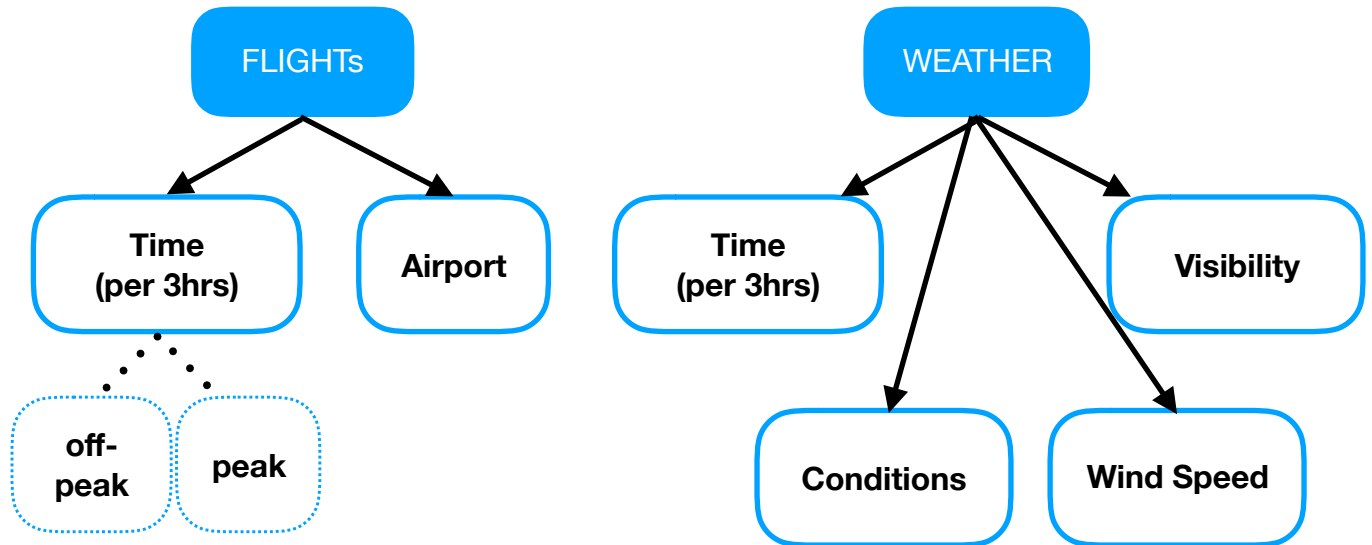 FLIGHTs
WEATHER
Time
(per 3hrs)
Airport
Time
(per 3hrs)
Visibility
off-
peak
peak
Conditions
Wind Speed